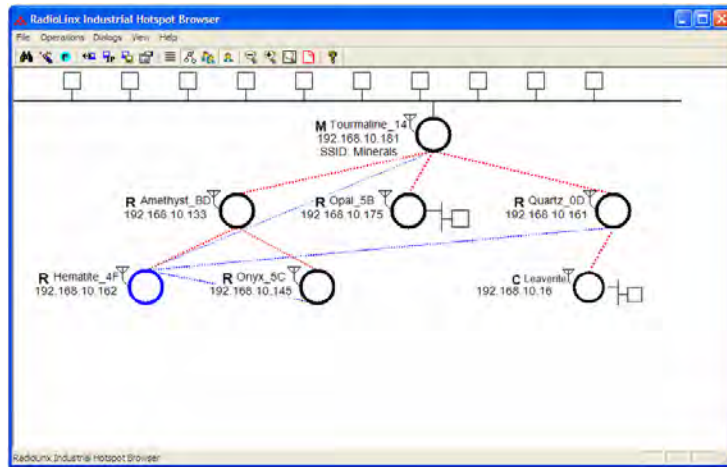 RadioLinx Industrial Hotspot Browser
File Operations Dialogs View Help
M Tourmaline_14
192.168.10.181
SSID: Minerals
R Amethyst_BD
192.168.10.133
R Opal_5B
192.168.10.175
R Quartz_0D
192.168.10.161
R Hematite_4F
192.168.10.162
R Onyx_5C
192.168.10.145
C Leaverite
192.168.10.16
RadioLinx Industrial Hotspot Browser